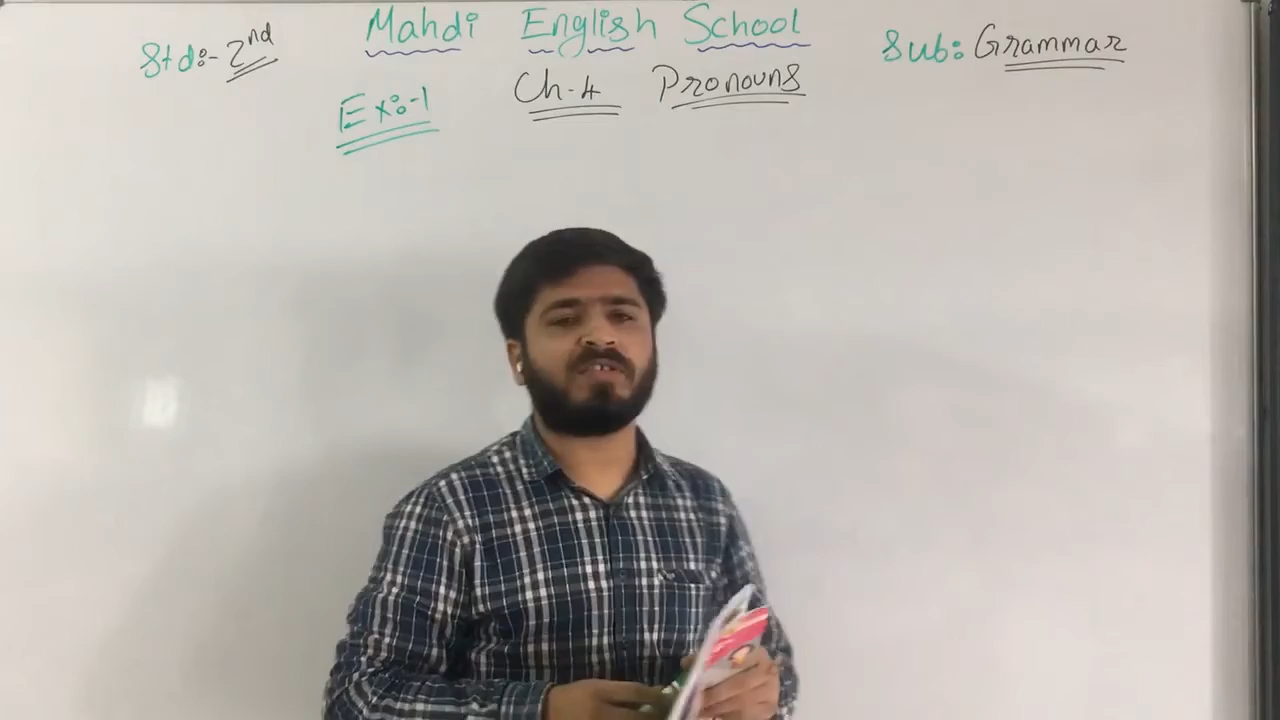 Mahdi English School
Std:- 2nd
Sub: Grammar
Ch-4 Pronouns
Ex:-1